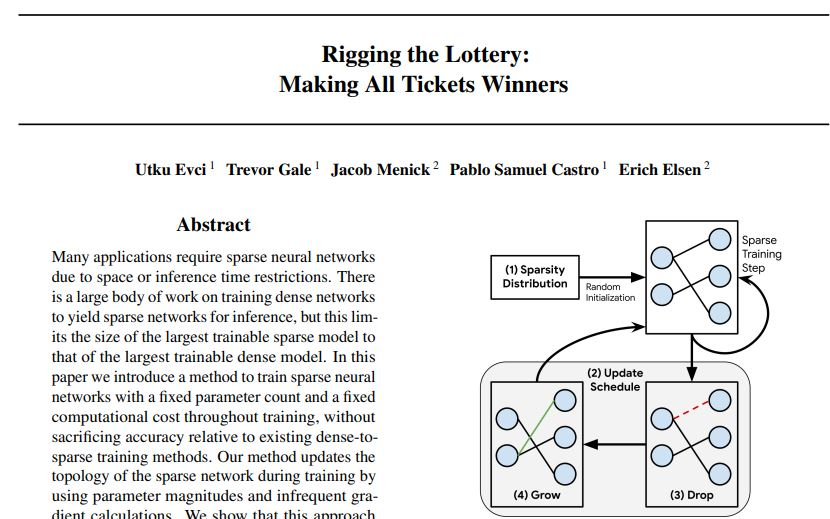 Rigging the Lottery:
Making All Tickets Winners
Utku Evci 1 Trevor Gale 1 Jacob Menick 2 Pablo Samuel Castro 1 Erich Elsen 2
Abstract
Many applications require sparse neural networks
due to space or inference time restrictions. There
is a large body of work on training dense networks
to yield sparse networks for inference, but this lim-
its the size of the largest trainable sparse model to
that of the largest trainable dense model. In this
paper we introduce a method to train sparse neural
networks with a fixed parameter count and a fixed
computational cost throughout training, without
sacrificing accuracy relative to existing dense-to-
sparse training methods. Our method updates the
topology of the sparse network during training by
using parameter magnitudes and infrequent gra-
dient calculations. We show that this approach
(1) Sparsity
Distribution
Random
Initialization
Sparse
Training
Step
(2) Update
Schedule
(4) Grow
(3) Drop